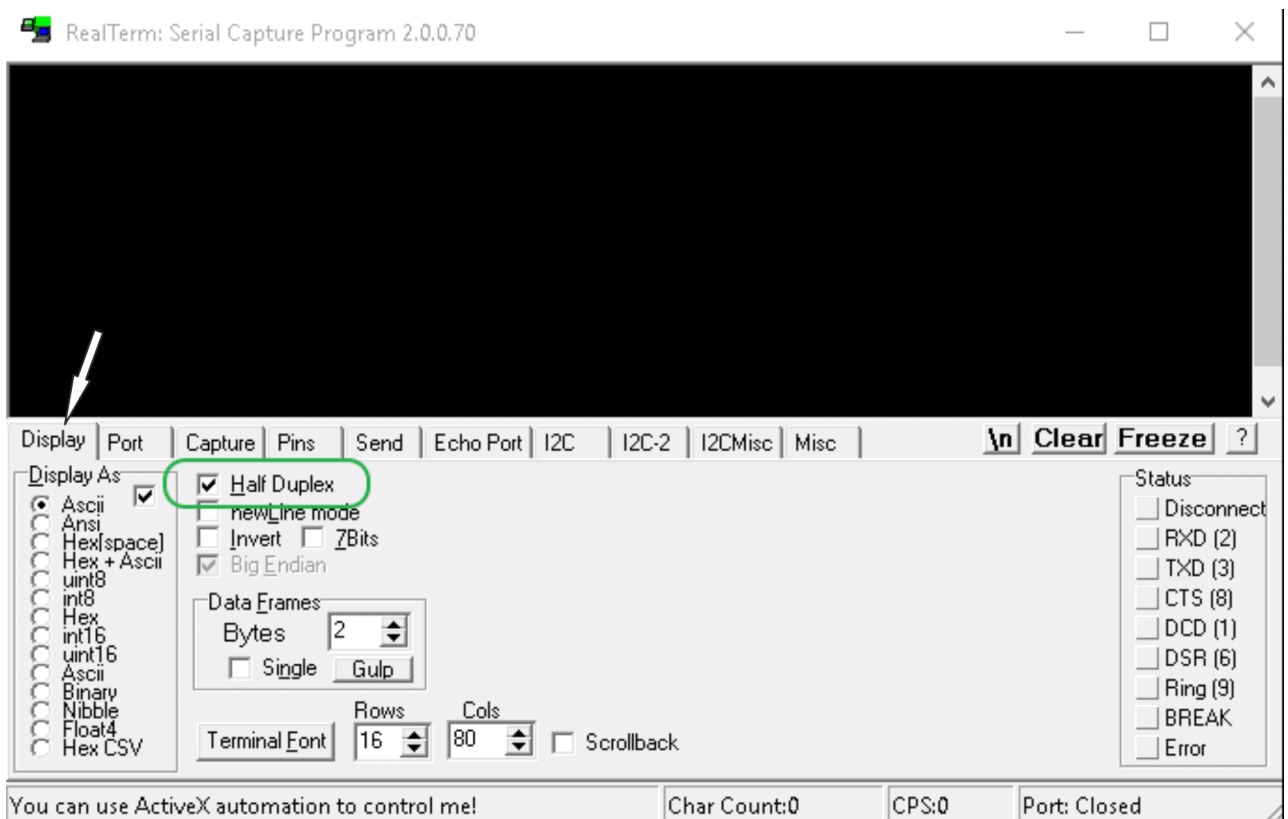 RealTerm: Serial Capture Program 2.0.0.70
Display Port Capture Pins Send Echo Port I2C I2C-2 I2CMisc Misc \n Clear Freeze ?
Display As
Ascii
Ansi
Hex[space]
Hex + Ascii
uint8
int8
Hex
int16
uint16
Ascii
Binary
Nibble
Float4
Hex CSV
Half Duplex
newLine mode
Invert 7Bits
Big Endian
Data Frames
Bytes 2
Single Gulp
Rows Cols
Terminal Font 16 80 Scrollback
Status
Disconnect
RXD (2)
TXD (3)
CTS (8)
DCD (1)
DSR (6)
Ring (9)
BREAK
Error
You can use ActiveX automation to control me! Char Count:0 CPS:0 Port: Closed